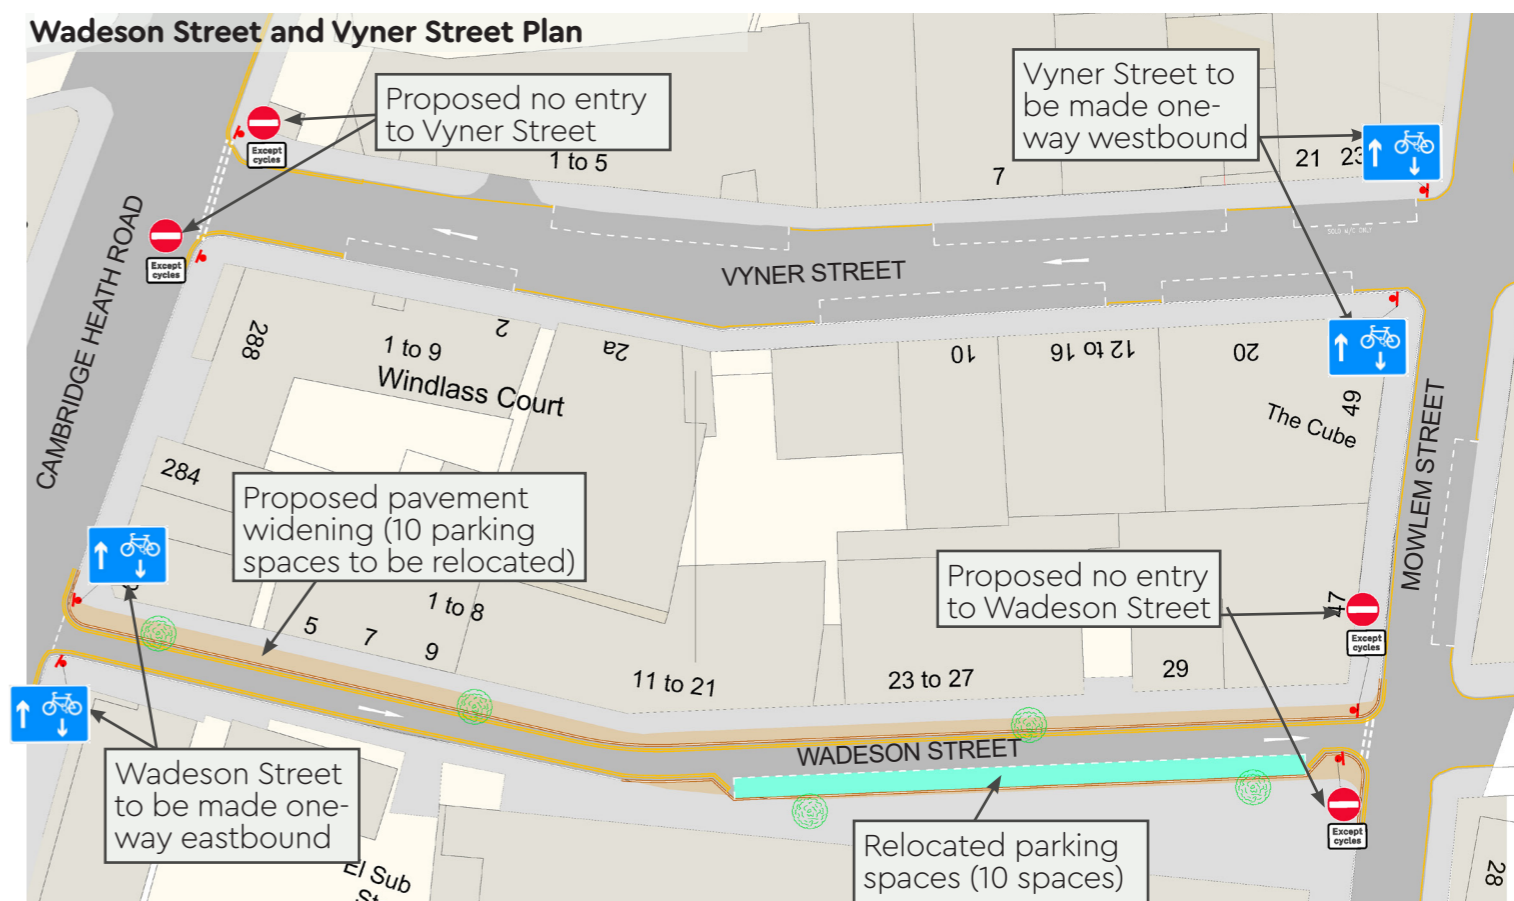 Wadeson Street and Vyner Street Plan
Proposed no entry
to Vyner Street
Vyner Street to
be made one-
way westbound
Except
cycles
1 to 5
7
21
23
SOLO M/C ONLY
Except
cycles
CAMBRIDGE HEATH ROAD
VYNER STREET
288
1 to 9
2
2a
Windlass Court
10
12 to 16
20
49
The Cube
MOWLEM STREET
284
Proposed pavement
widening (10 parking
spaces to be relocated)
Proposed no entry
to Wadeson Street
47
Except
cycles
1 to 8
5
7
9
11 to 21
23 to 27
29
WADESON STREET
Wadeson Street
to be made one-
way eastbound
Relocated parking
spaces (10 spaces)
Except
cycles
El Sub
28